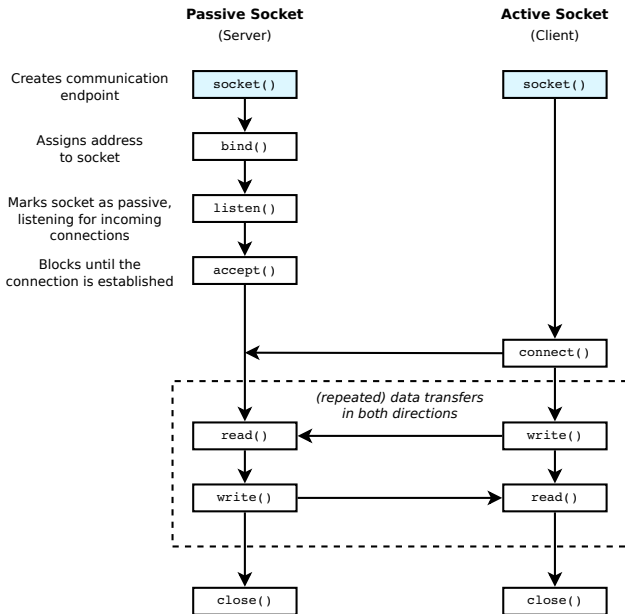 Passive Socket
(Server)
Active Socket
(Client)
Creates communication
endpoint
socket()
socket()
Assigns address
to socket
bind()
Marks socket as passive,
listening for incoming
connections
listen()
Blocks until the
connection is established
accept()
connect()
(repeated) data transfers
in both directions
read()
write()
write()
read()
close()
close()